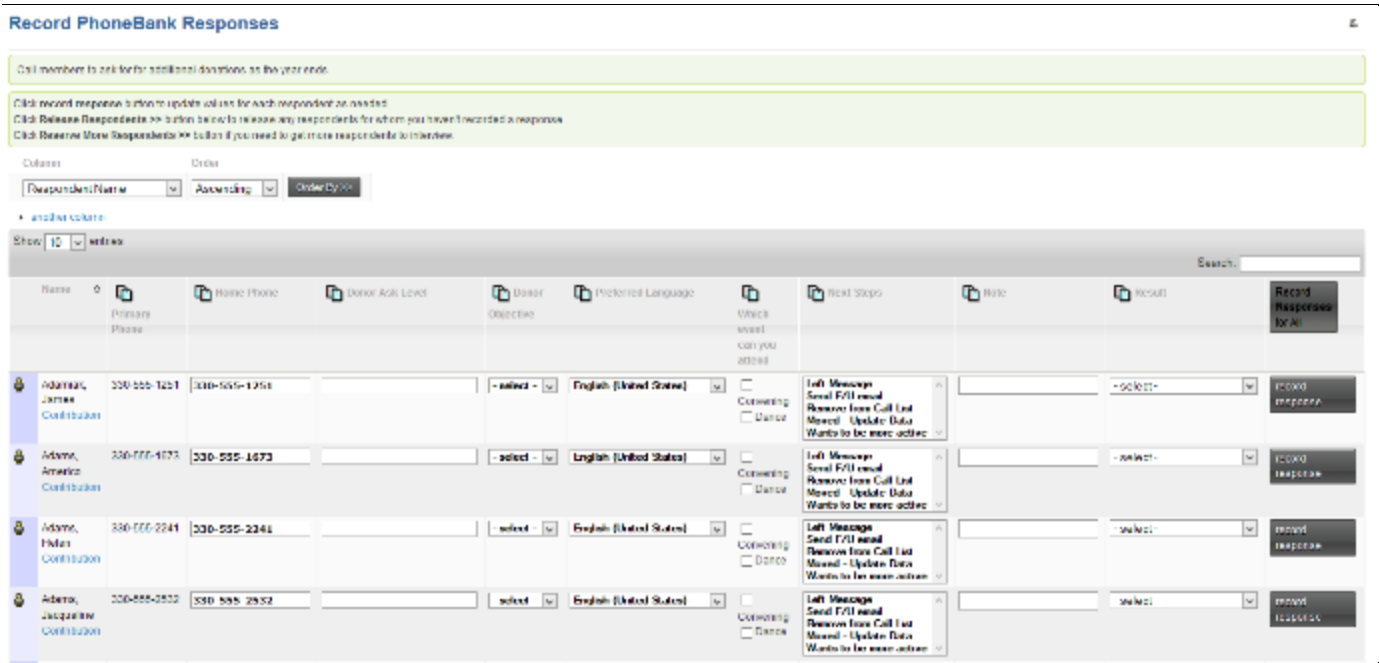 Record PhoneBank Responses
Call members to ask for for additional donations as the year ends
Click record response button to update values for each respondent as needed
Click Release Respondents >> button below to release any respondents for whom you haven't recorded a response
Click Reserve More Respondents >> button if you need to get more respondents to interview.
Column Order
Respondent Name Ascending Order By >>
another column
Show 10 entries
Search:
Name Primary Phone Home Phone Donor Ask Level Donor Objective Preferred Language Which event can you attend Next Steps Note Result Record Responses for All
Adamiak, James Contribution 330-555-1251 330-555-1251 - select - English (United States) Convening Dance
Left Message
Send F/U email
Remove from Call List
Moved - Update Data
Wants to be more active
- select - record response
Adams, America Contribution 330-555-1673 330-555-1673 - select - English (United States) Convening Dance
Left Message
Send F/U email
Remove from Call List
Moved - Update Data
Wants to be more active
- select - record response
Adams, Helen Contribution 330-555-2241 330-555-2241 - select - English (United States) Convening Dance
Left Message
Send F/U email
Remove from Call List
Moved - Update Data
Wants to be more active
- select - record response
Adams, Jacqueline Contribution 330-555-2532 330-555-2532 - select - English (United States) Convening Dance
Left Message
Send F/U email
Remove from Call List
Moved - Update Data
Wants to be more active
- select - record response